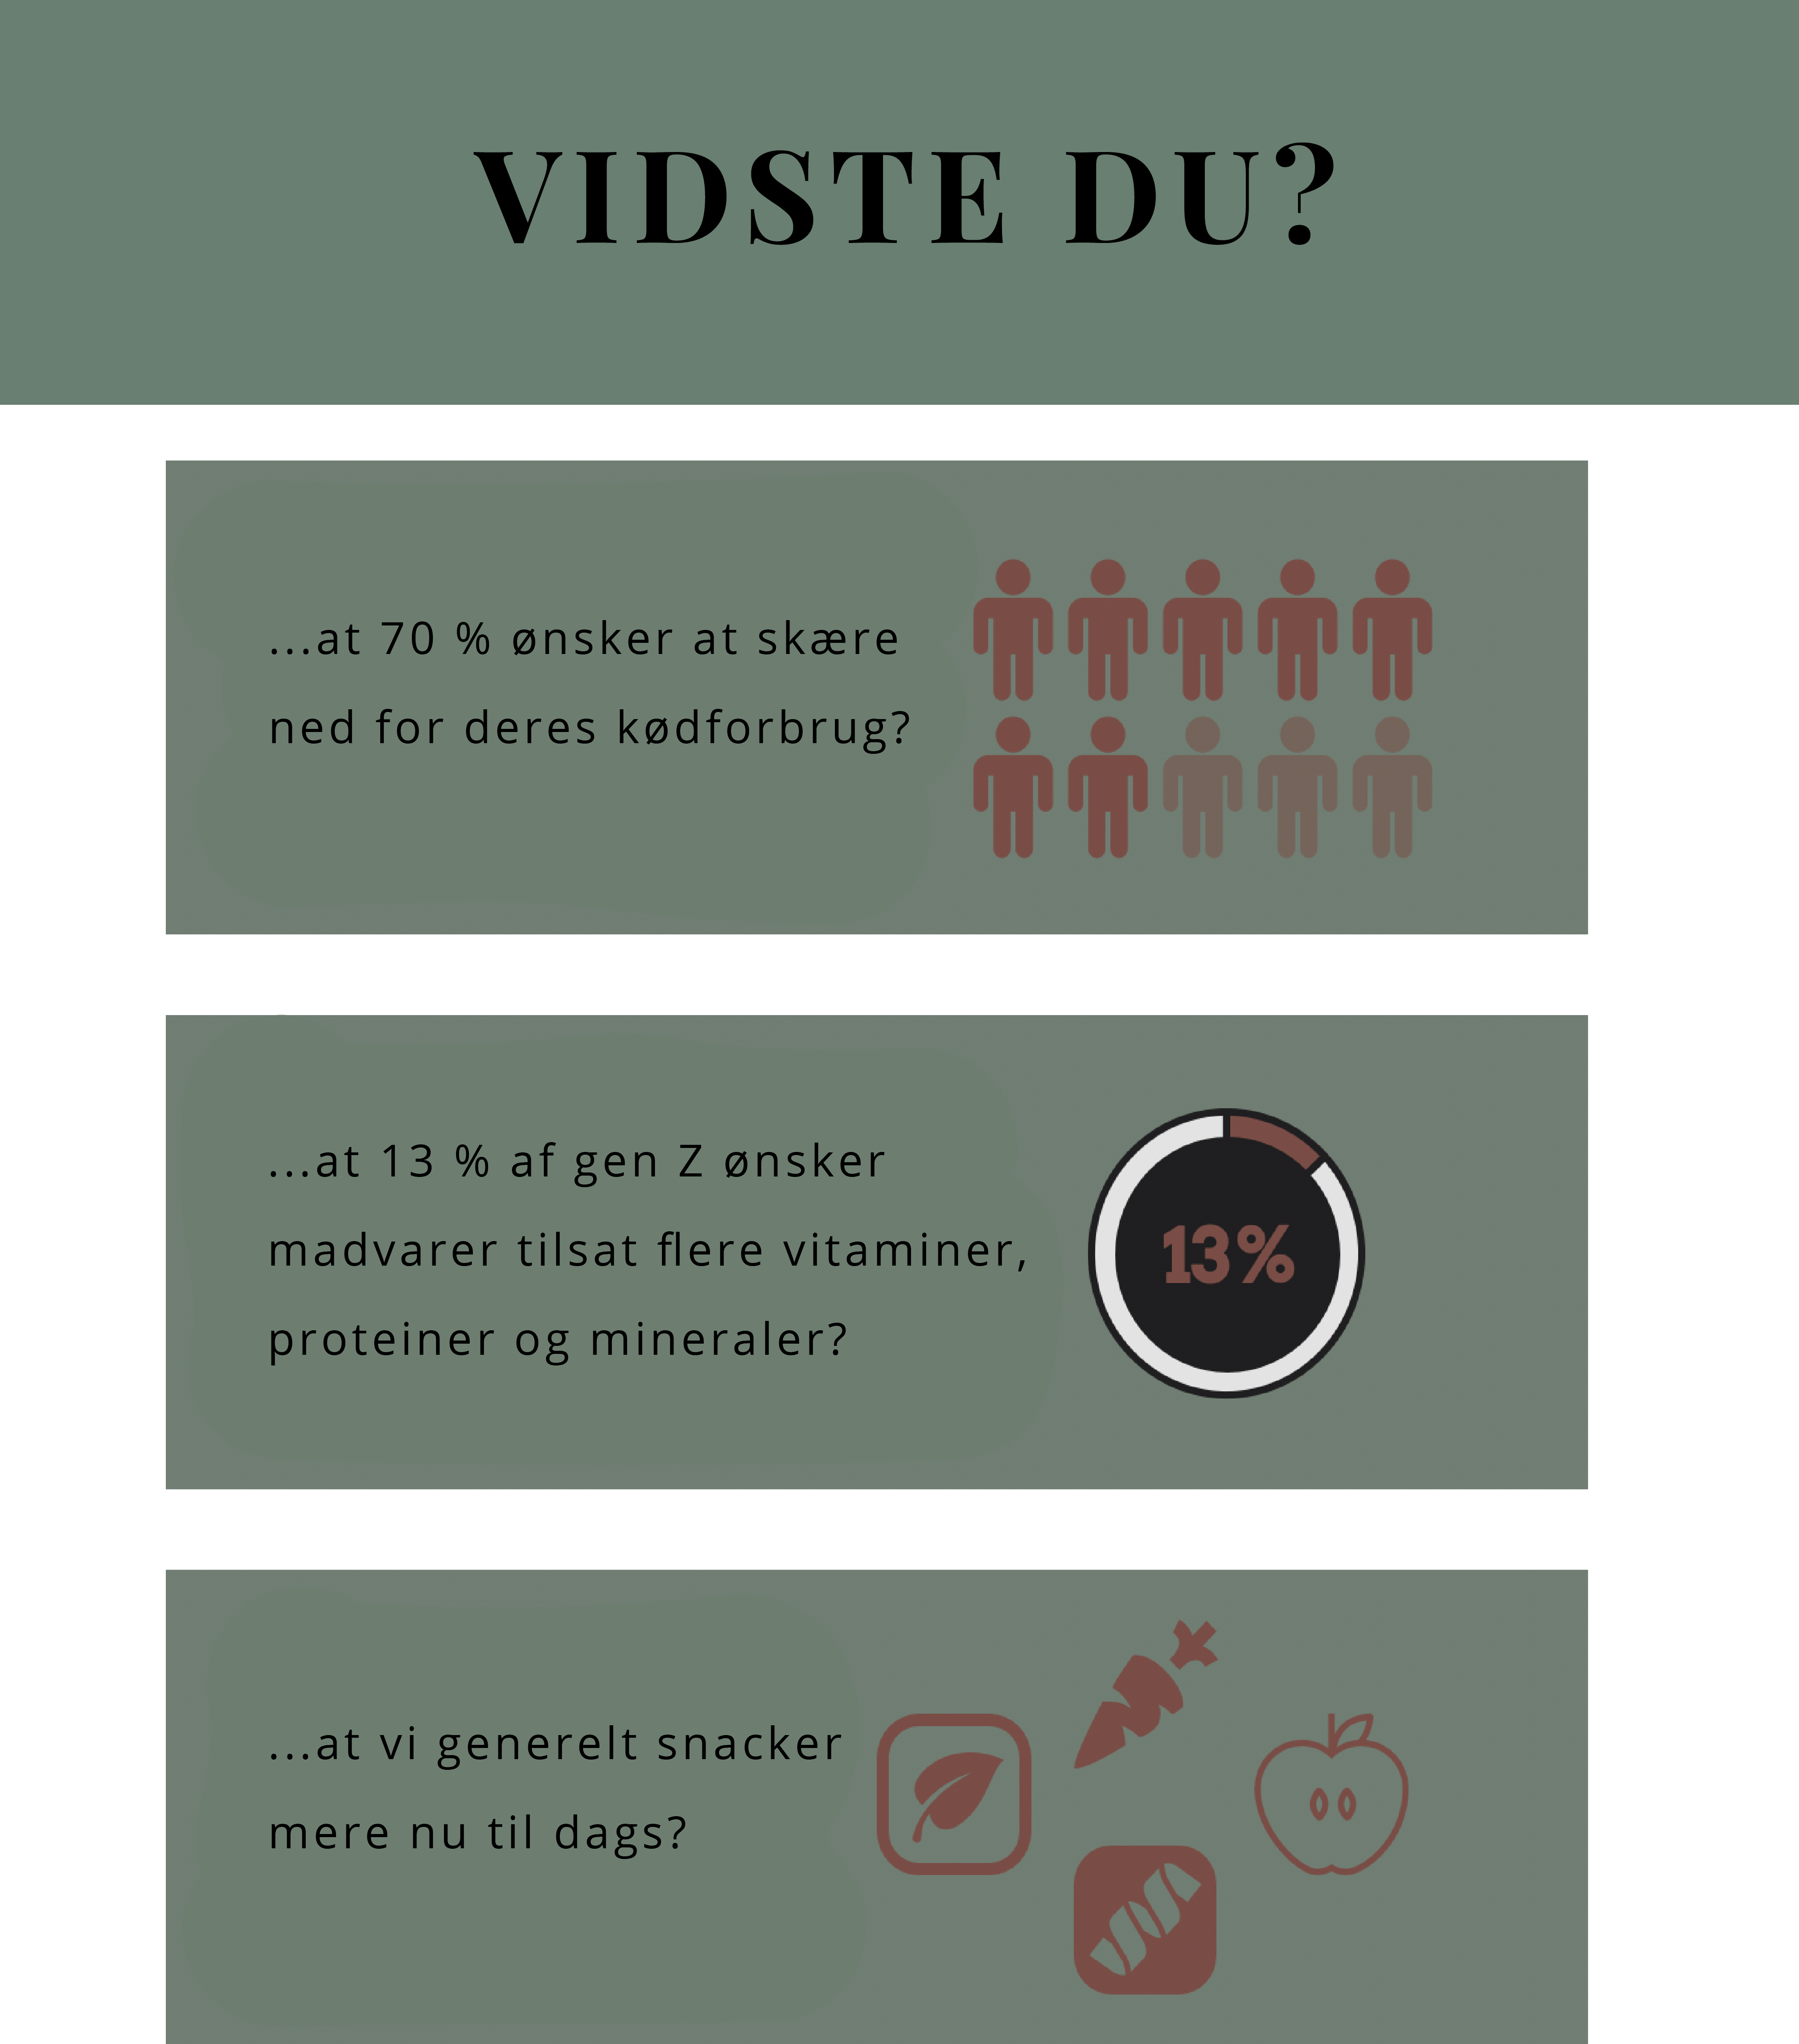 VIDSTE DU?
...at 70 % ønsker at skære
ned for deres kødforbrug?
...at 13 % af gen Z ønsker
madvarer tilsat flere vitaminer,
proteiner og mineraler?
13%
...at vi generelt snacker
mere nu til dags?